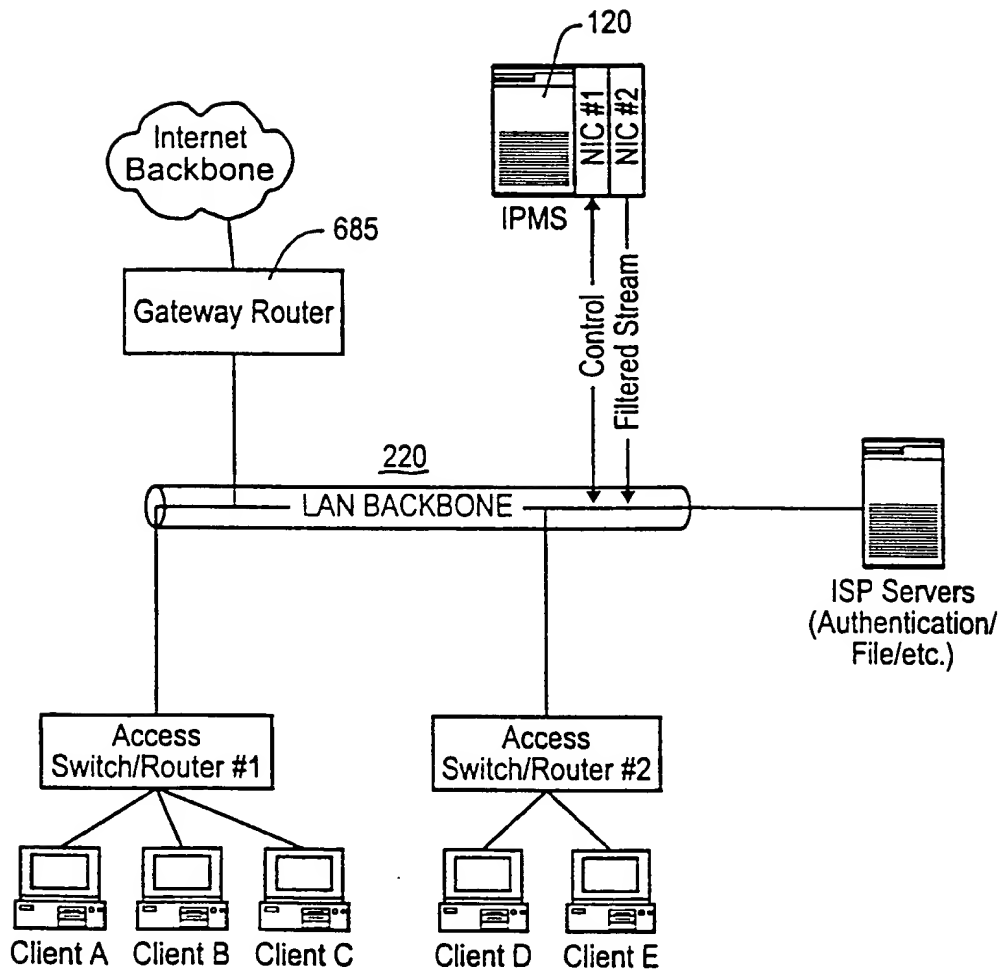 120
NIC #1
NIC #2
IPMS
Internet
Backbone
685
Gateway Router
Control
Filtered Stream
220
LAN BACKBONE
ISP Servers
(Authentication/
File/etc.)
Access
Switch/Router #1
Access
Switch/Router #2
Client A
Client B
Client C
Client D
Client E